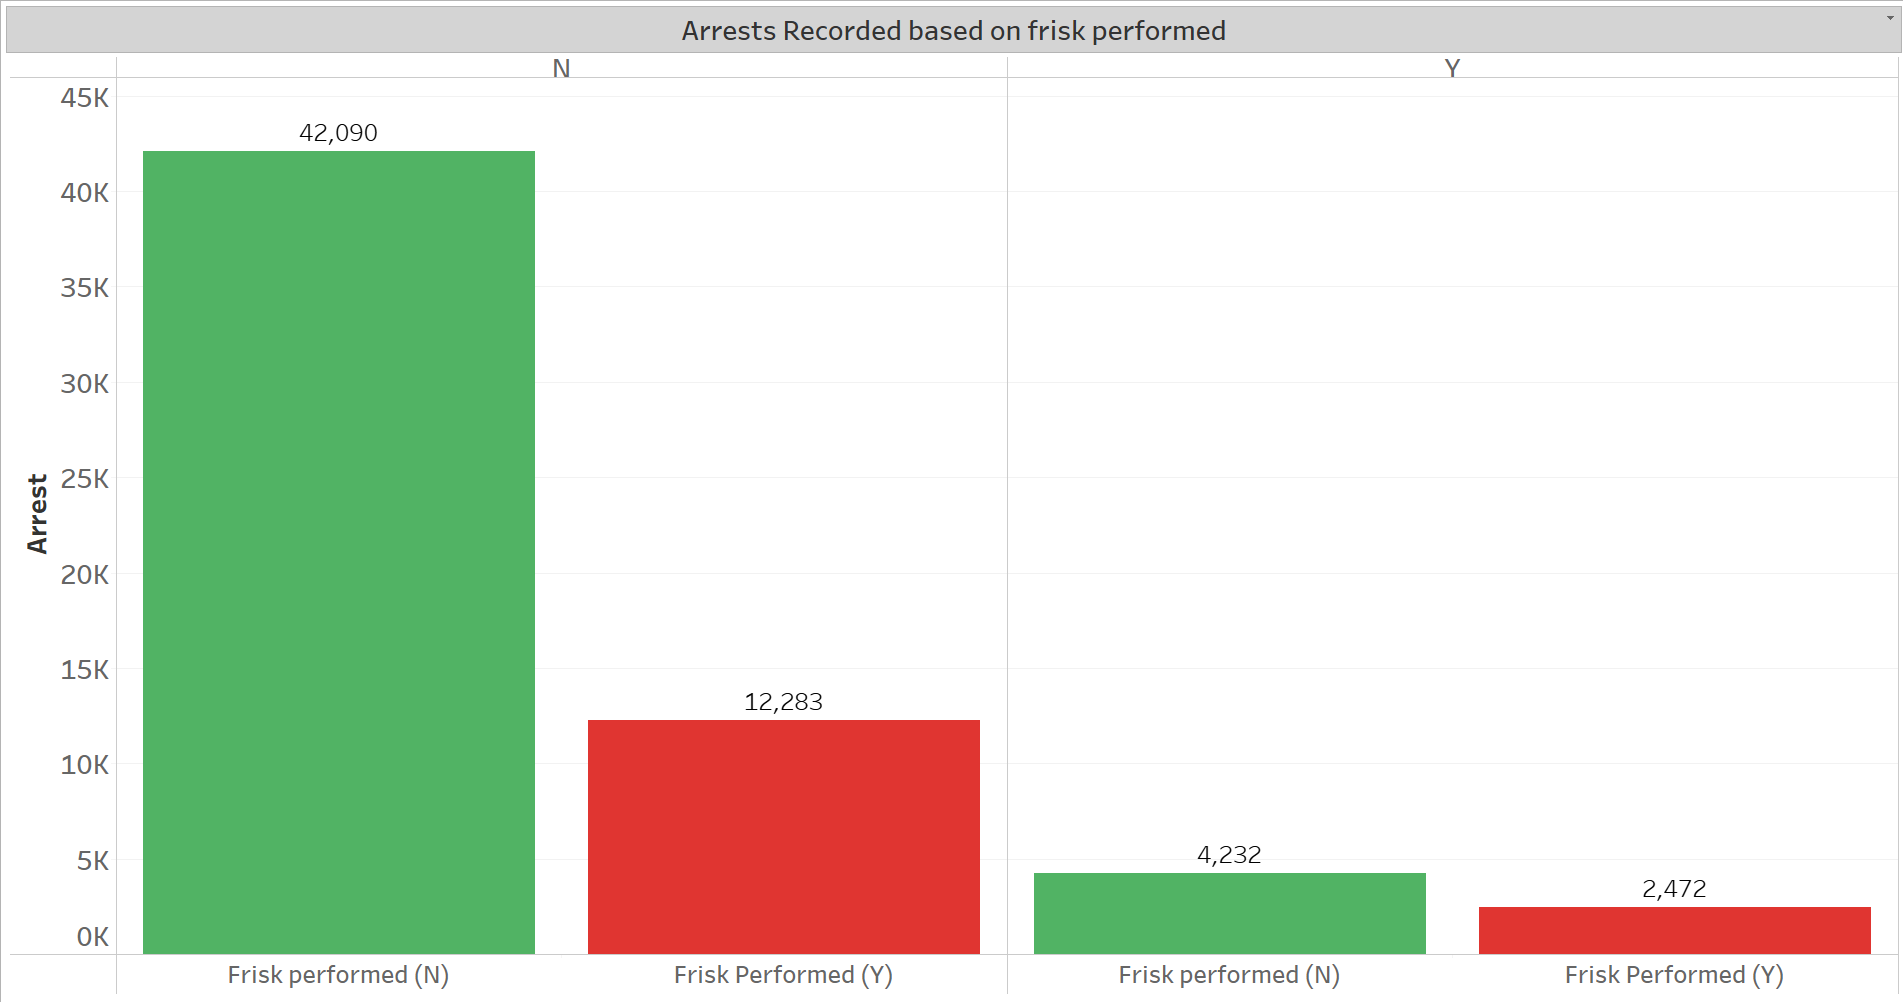 Arrests Recorded based on frisk performed
N
Y
45K
42,090
40K
35K
30K
25K
20K
15K
10K
5K
0K
Arrest
12,283
4,232
2,472
Frisk performed (N)
Frisk Performed (Y)
Frisk performed (N)
Frisk Performed (Y)